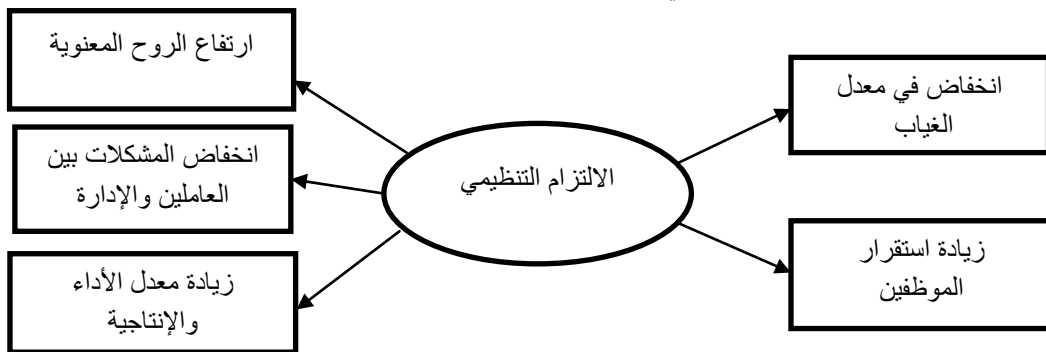 ارتفاع الروح المعنوية
انخفاض في معدل
الغياب
انخفاض المشكلات بين
العاملين والإدارة
الالتزام التنظيمي
زيادة استقرار
الموظفين
زيادة معدل الأداء
والإنتاجية